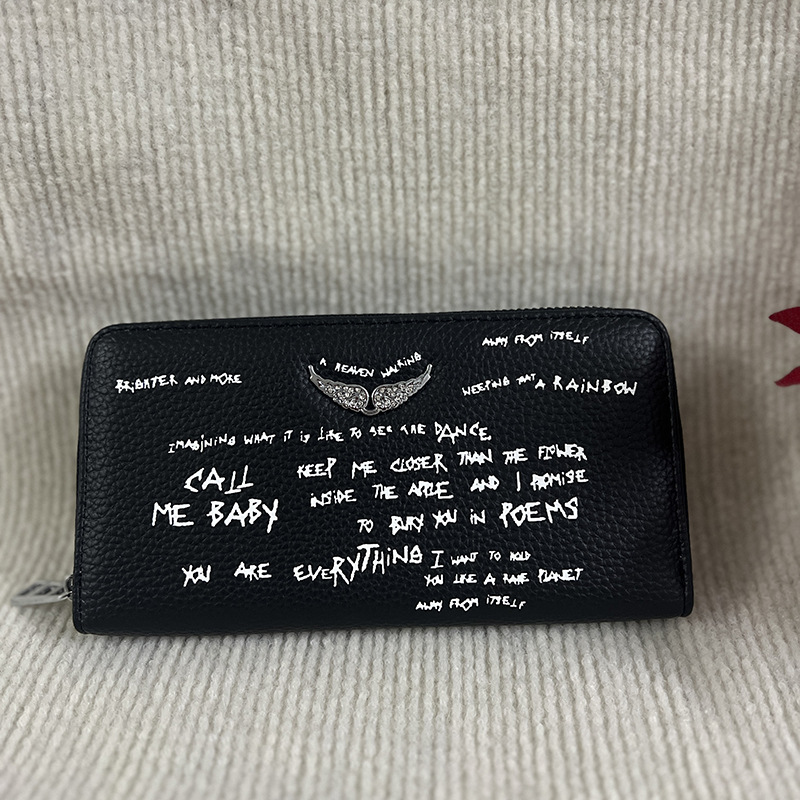 AWAY FROM ITSELF
A HEAVEN WALKING
BRIGHTER AND MORE
WEEPING THAT A RAINBOW
IMAGINING WHAT IT IS LIKE TO SEE THE DANCE,
CALL
ME BABY
KEEP ME CLOSER THAN THE FLOWER
INSIDE THE APPLE AND I PROMISE
TO BURY YOU IN POEMS
YOU ARE EVERYTHING
I WANT TO HOLD
YOU LIKE A RARE PLANET
AWAY FROM ITSELF